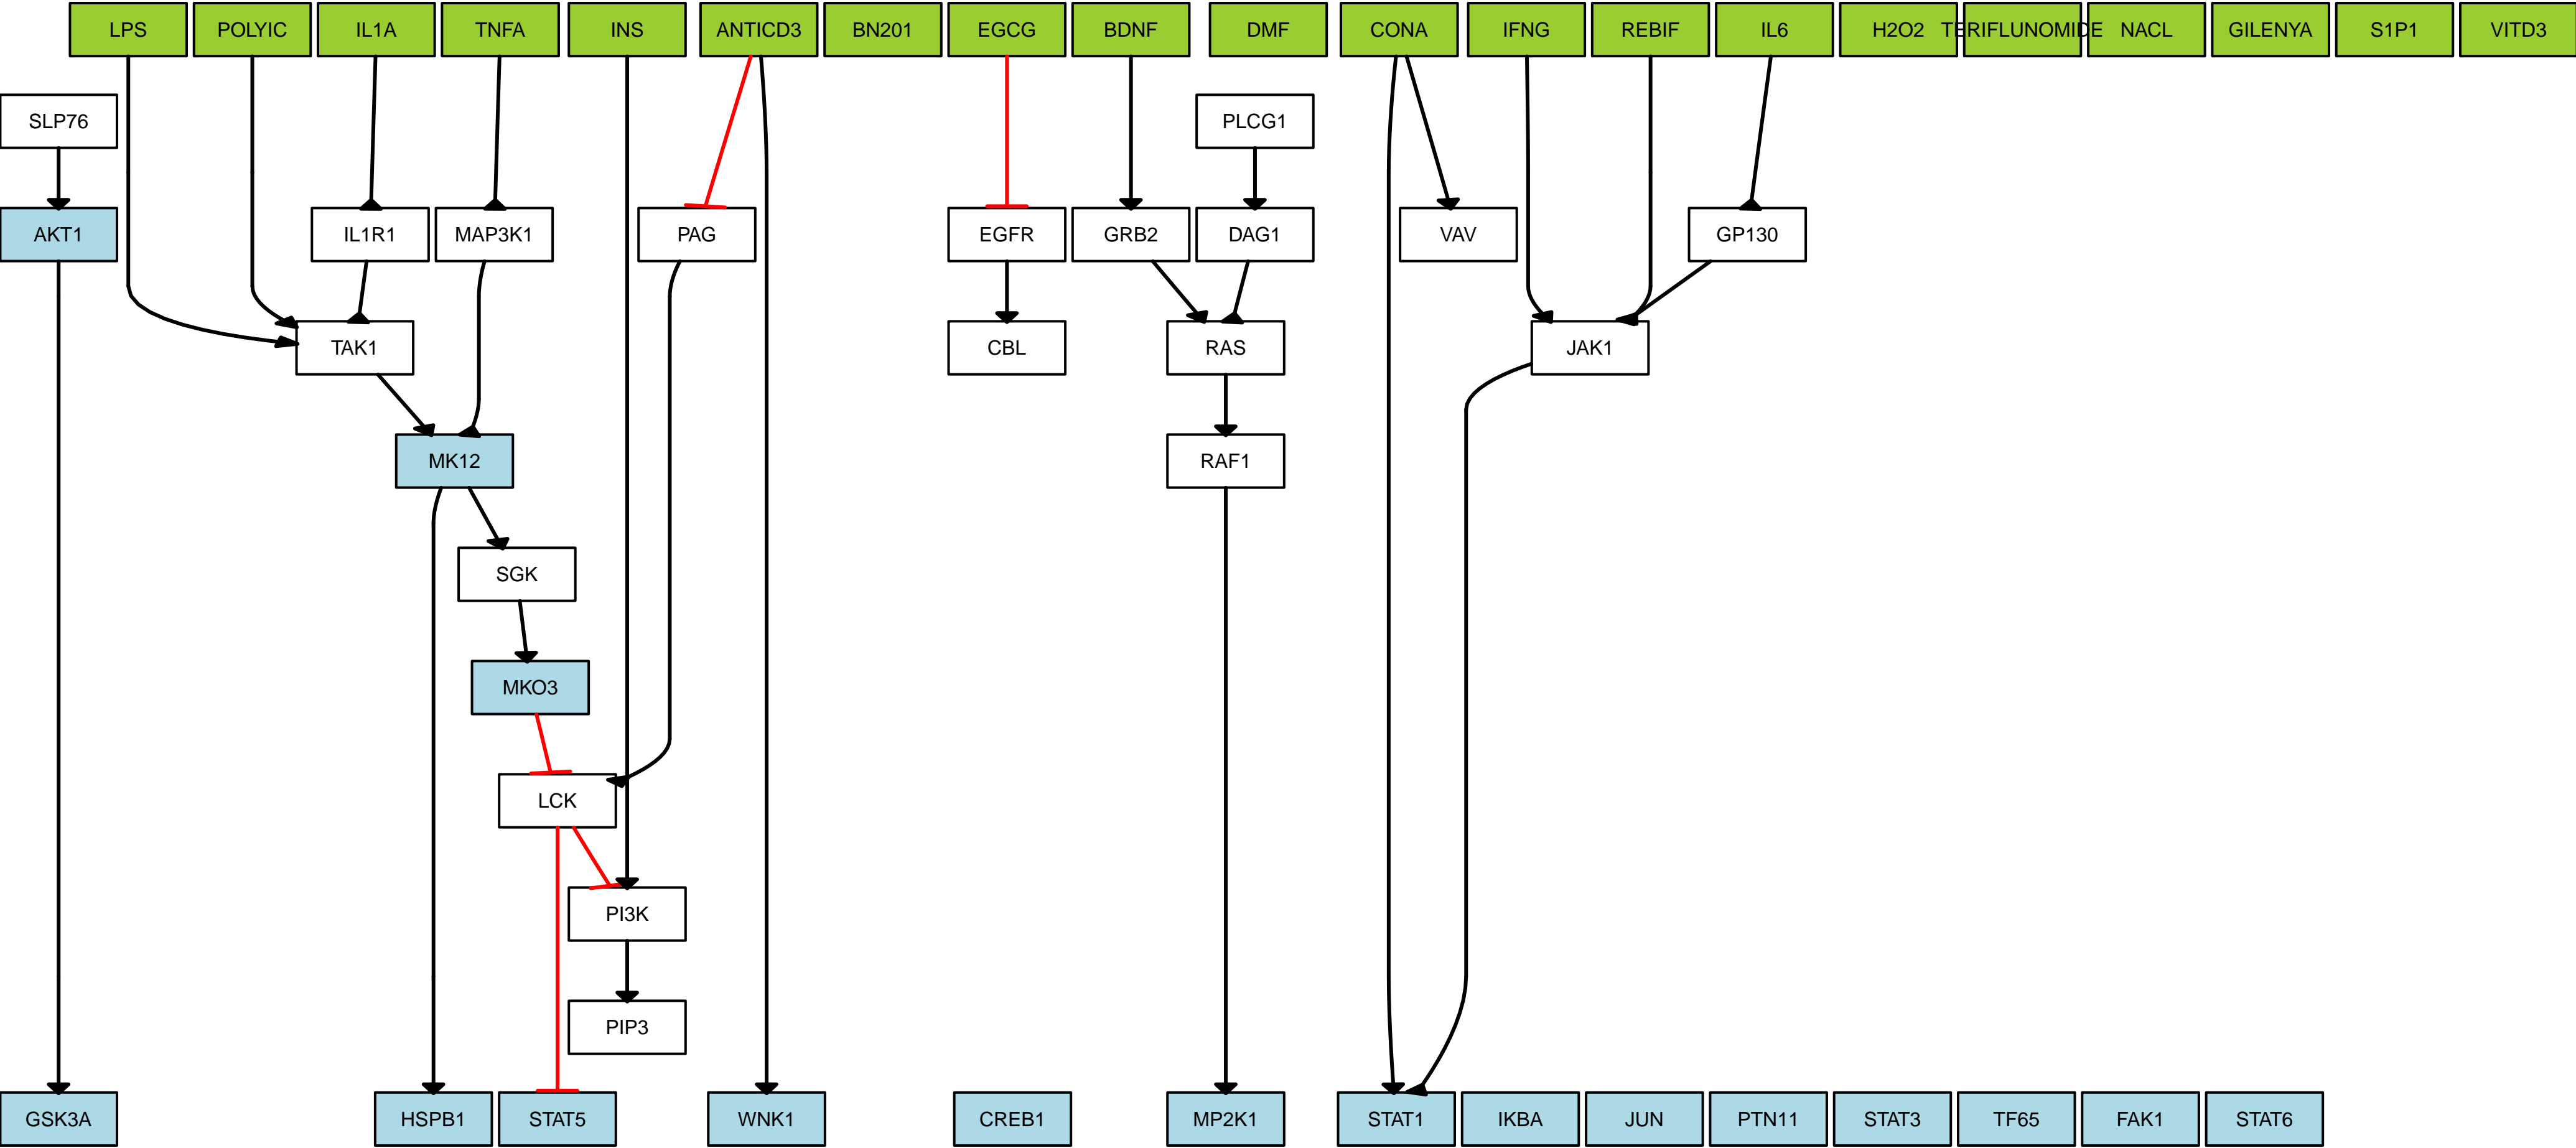 LPS
POLYIC
IL1A
TNFA
INS
ANTICD3
BN201
EGCG
BDNF
DMF
CONA
IFNG
REBIF
IL6
H2O2
TERIFLUNOMIDE
NACL
GILENYA
S1P1
VITD3
SLP76
PLCG1
AKT1
IL1R1
MAP3K1
PAG
EGFR
GRB2
DAG1
VAV
GP130
TAK1
CBL
RAS
JAK1
MK12
RAF1
SGK
MKO3
LCK
PI3K
PIP3
GSK3A
HSPB1
STAT5
WNK1
CREB1
MP2K1
STAT1
IKBA
JUN
PTN11
STAT3
TF65
FAK1
STAT6